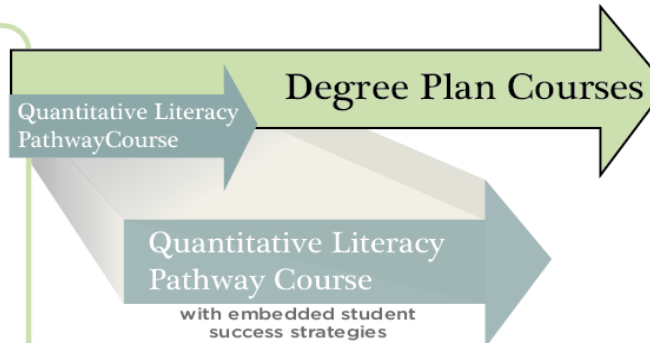 Degree Plan Courses
Quantitative Literacy
PathwayCourse
Quantitative Literacy
Pathway Course
with embedded student
success strategies